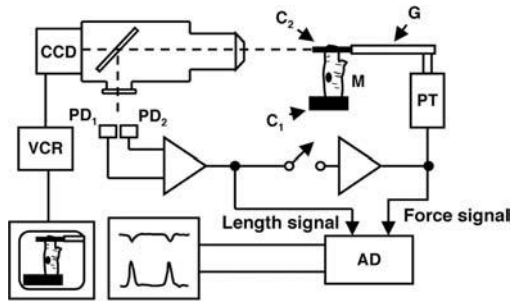 C2
G
CCD
M
PT
C1
PD1 PD2
VCR
Length signal
Force signal
AD